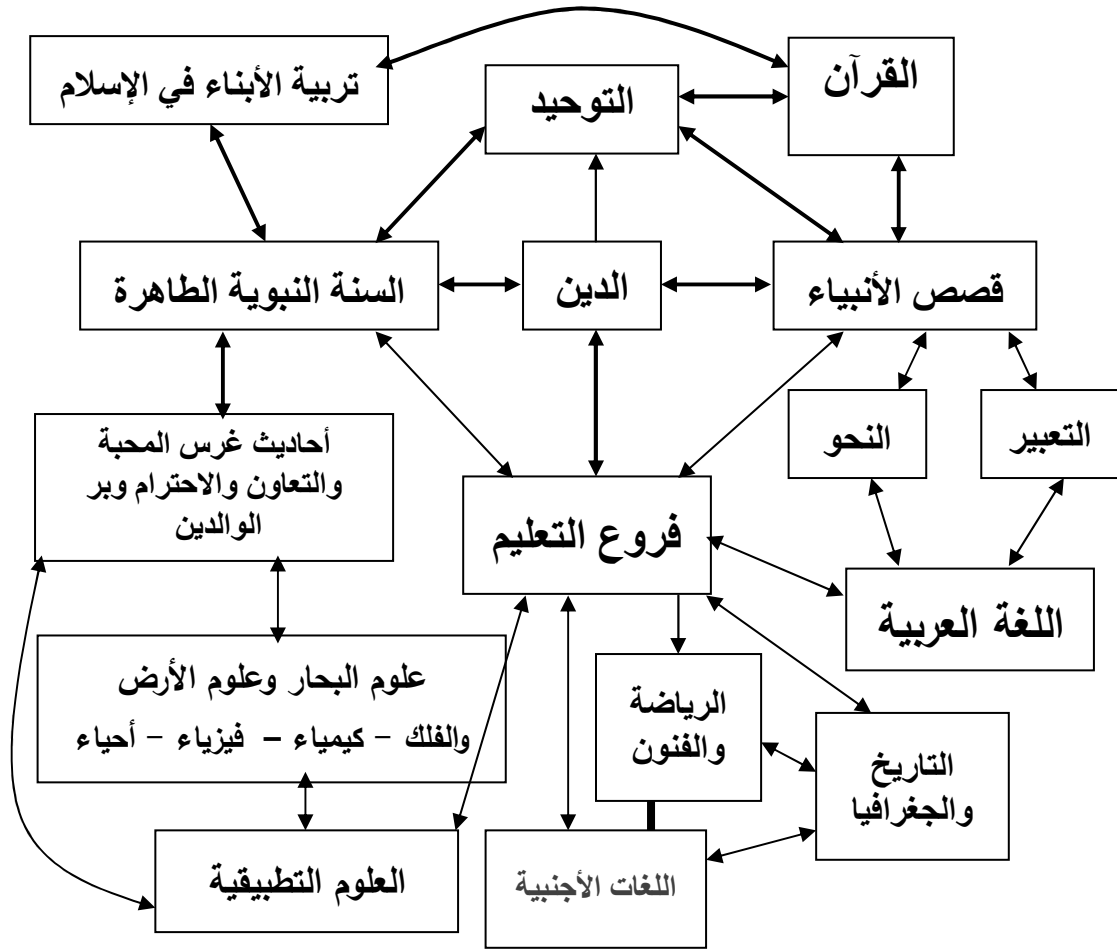 القرآن
التوحيد
تربية الأبناء في الإسلام
قصص الأنبياء
الدين
السنة النبوية الطاهرة
التعبير
النحو
أحاديث غرس المحبة
والتعاون والاحترام وبر
الوالدين
فروع التعليم
اللغة العربية
علوم البحار وعلوم الأرض
والفلك - كيمياء – فيزياء - أحياء
الرياضة
والفنون
التاريخ
والجغرافيا
اللغات الأجنبية
العلوم التطبيقية